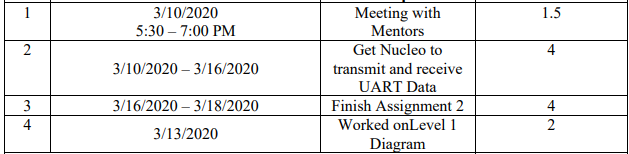 1 3/10/2020 Meeting with 1.5
5:30 – 7:00 PM Mentors
2 Get Nucleo to 4
3/10/2020 – 3/16/2020 transmit and receive
UART Data
3 3/16/2020 – 3/18/2020 Finish Assignment 2 4
4 Worked onLevel 1 2
3/13/2020 Diagram